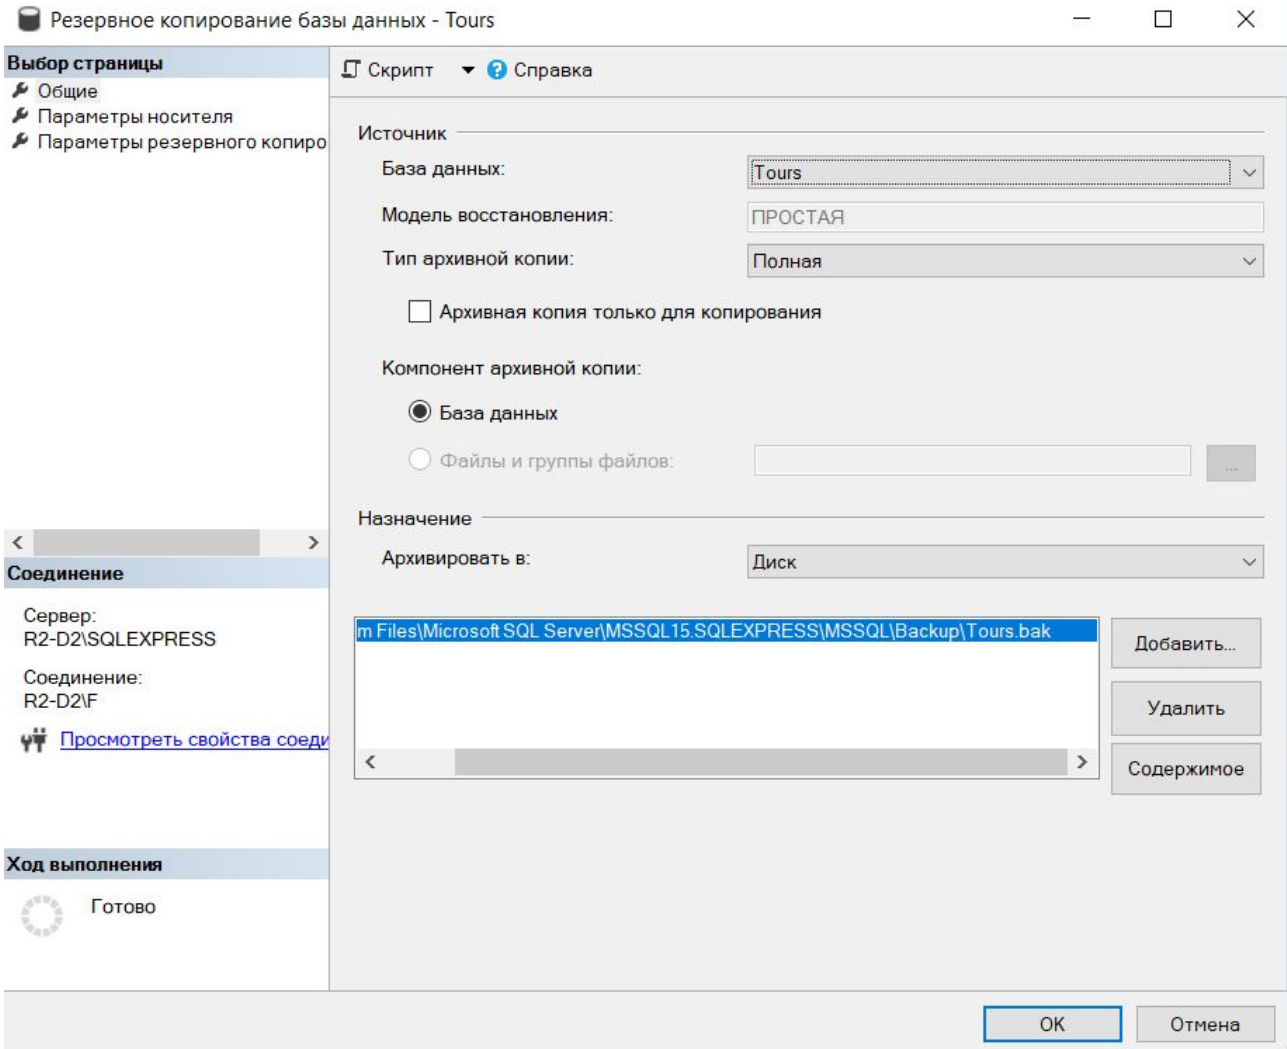 Резервное копирование базы данных - Tours
Выбор страницы
Общие
Параметры носителя
Параметры резервного копиро
Скрипт
Справка
Источник
База данных:
Tours
Модель восстановления:
ПРОСТАЯ
Тип архивной копии:
Полная
Архивная копия только для копирования
Компонент архивной копии:
База данных
Файлы и группы файлов:
...
Назначение
Архивировать в:
Диск
m Files\Microsoft SQL Server\MSSQL15.SQLEXPRESS\MSSQL\Backup\Tours.bak
Добавить...
Удалить
Содержимое
Соединение
Сервер:
R2-D2\SQLEXPRESS
Соединение:
R2-D2\F
Просмотреть свойства соеди
Ход выполнения
Готово
OK
Отмена